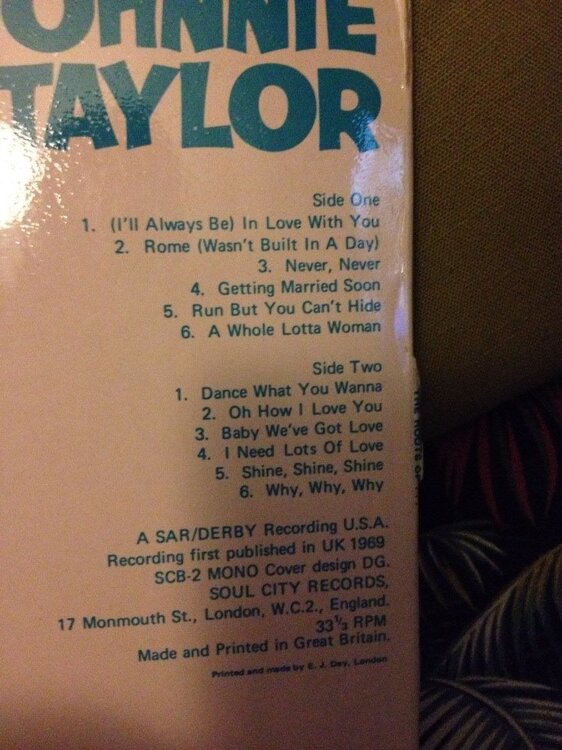 OHNNIE
TAYLOR
Side One
1. (I'll Always Be) In Love With You
2. Rome (Wasn't Built In A Day)
3. Never, Never
4. Getting Married Soon
5. Run But You Can't Hide
6. A Whole Lotta Woman
Side Two
1. Dance What You Wanna
2. Oh How I Love You
3. Baby We've Got Love
4. I Need Lots Of Love
5. Shine, Shine, Shine
6. Why, Why, Why
A SAR/DERBY Recording U.S.A.
Recording first published in UK 1969
SCB-2 MONO Cover design DG.
SOUL CITY RECORDS,
17 Monmouth St., London, W.C.2., England.
33⅓ RPM
Made and Printed in Great Britain.
Printed and made by E. J. Day, London
THE ROOTS OF